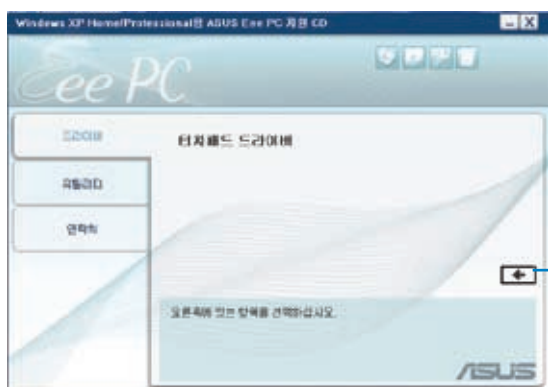 Windows XP Home/Professional용 ASUS Eee PC 지원 CD
Eee PC
드라이버
터치패드 드라이버
유틸리티
연락처
오른쪽에 있는 항목을 선택하십시오.
ASUS